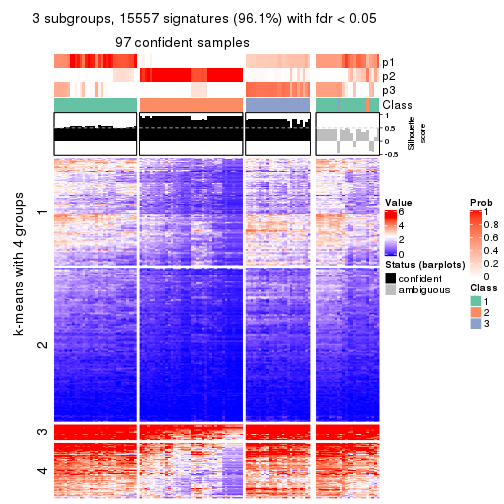 3 subgroups, 15557 signatures (96.1%) with fdr < 0.05
97 confident samples
p1
p2
p3
Class
1
0.5
0
-0.5
Silhouette
score
k-means with 4 groups
1
2
3
4
Value
6
4
2
0
Status (barplots)
confident
ambiguous
Prob
1
0.8
0.6
0.4
0.2
0
Class
1
2
3